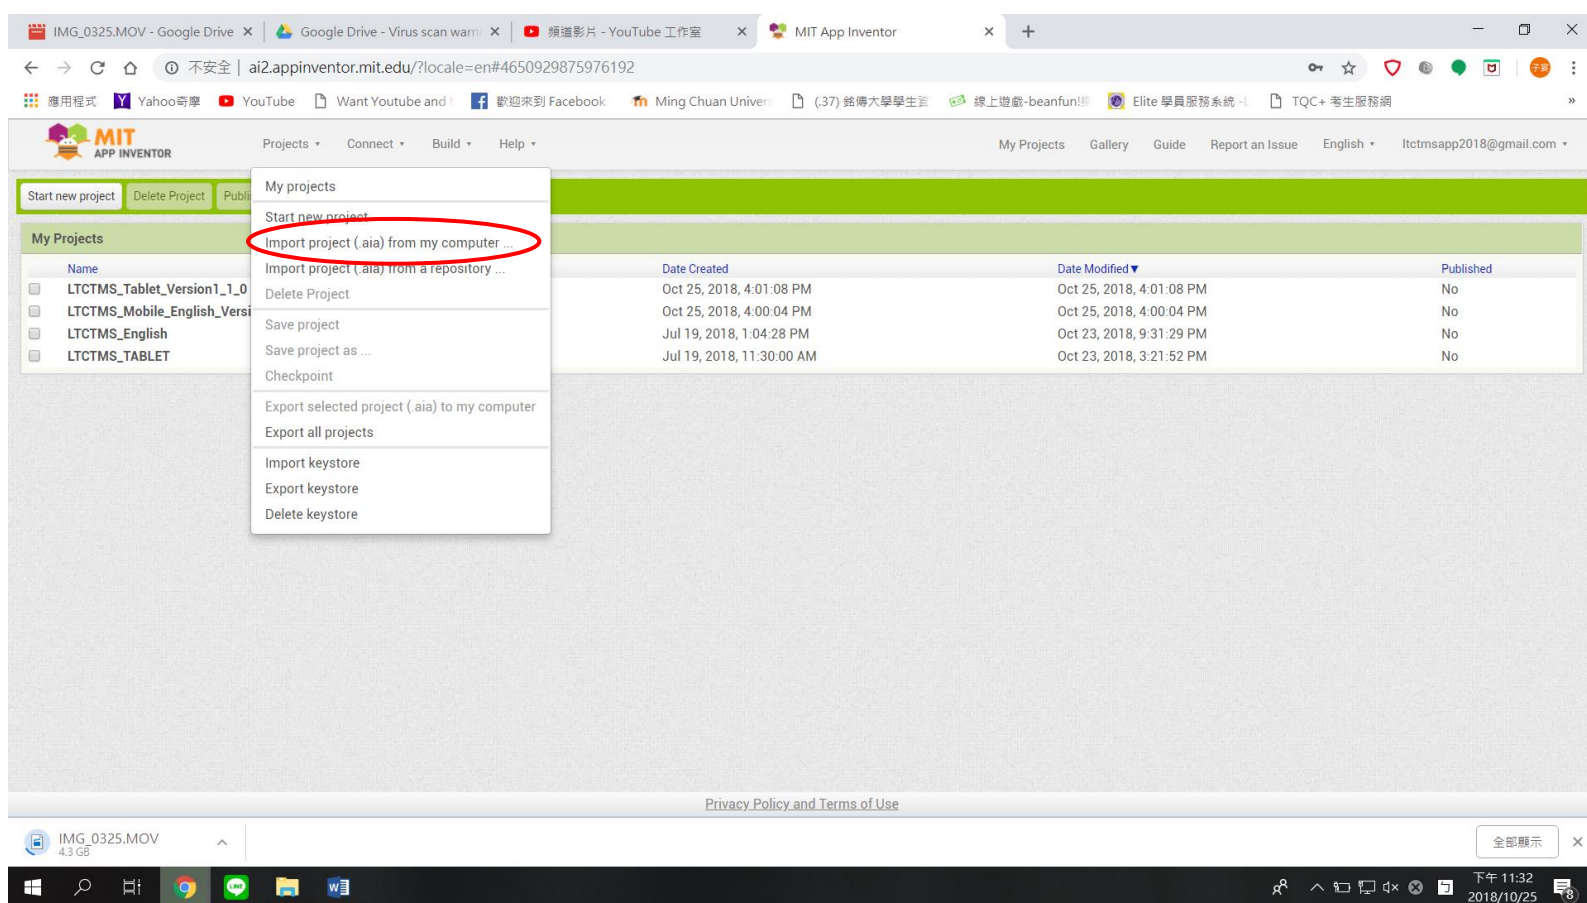 IMG_0325.MOV - Google Drive
Google Drive - Virus scan warni
頻道影片 - YouTube 工作室
MIT App Inventor
不安全 | ai2.appinventor.mit.edu/?locale=en#4650929875976192
子宸
應用程式
Yahoo奇摩
YouTube
Want Youtube and
歡迎來到 Facebook
Ming Chuan Univers
(.37) 銘傳大學學生
線上遊戲-beanfun!
Elite 學員服務系統 -
TQC+ 考生服務網
»
MIT
APP INVENTOR
Projects
Connect
Build
Help
My Projects
Gallery
Guide
Report an Issue
English
ltctmsapp2018@gmail.com
Start new project
Delete Project
Publi
My projects
Start new project
Import project (.aia) from my computer ...
Import project (.aia) from a repository ...
Delete Project
Save project
Save project as ...
Checkpoint
Export selected project (.aia) to my computer
Export all projects
Import keystore
Export keystore
Delete keystore
My Projects
Name Date Created Date Modified▼ Published
LTCTMS_Tablet_Version1_1_0 Oct 25, 2018, 4:01:08 PM Oct 25, 2018, 4:01:08 PM No
LTCTMS_Mobile_English_Versi Oct 25, 2018, 4:00:04 PM Oct 25, 2018, 4:00:04 PM No
LTCTMS_English Jul 19, 2018, 1:04:28 PM Oct 23, 2018, 9:31:29 PM No
LTCTMS_TABLET Jul 19, 2018, 11:30:00 AM Oct 23, 2018, 3:21:52 PM No
Privacy Policy and Terms of Use
IMG_0325.MOV
4.3 GB
全部顯示
LINE
下午 11:32
2018/10/25
8